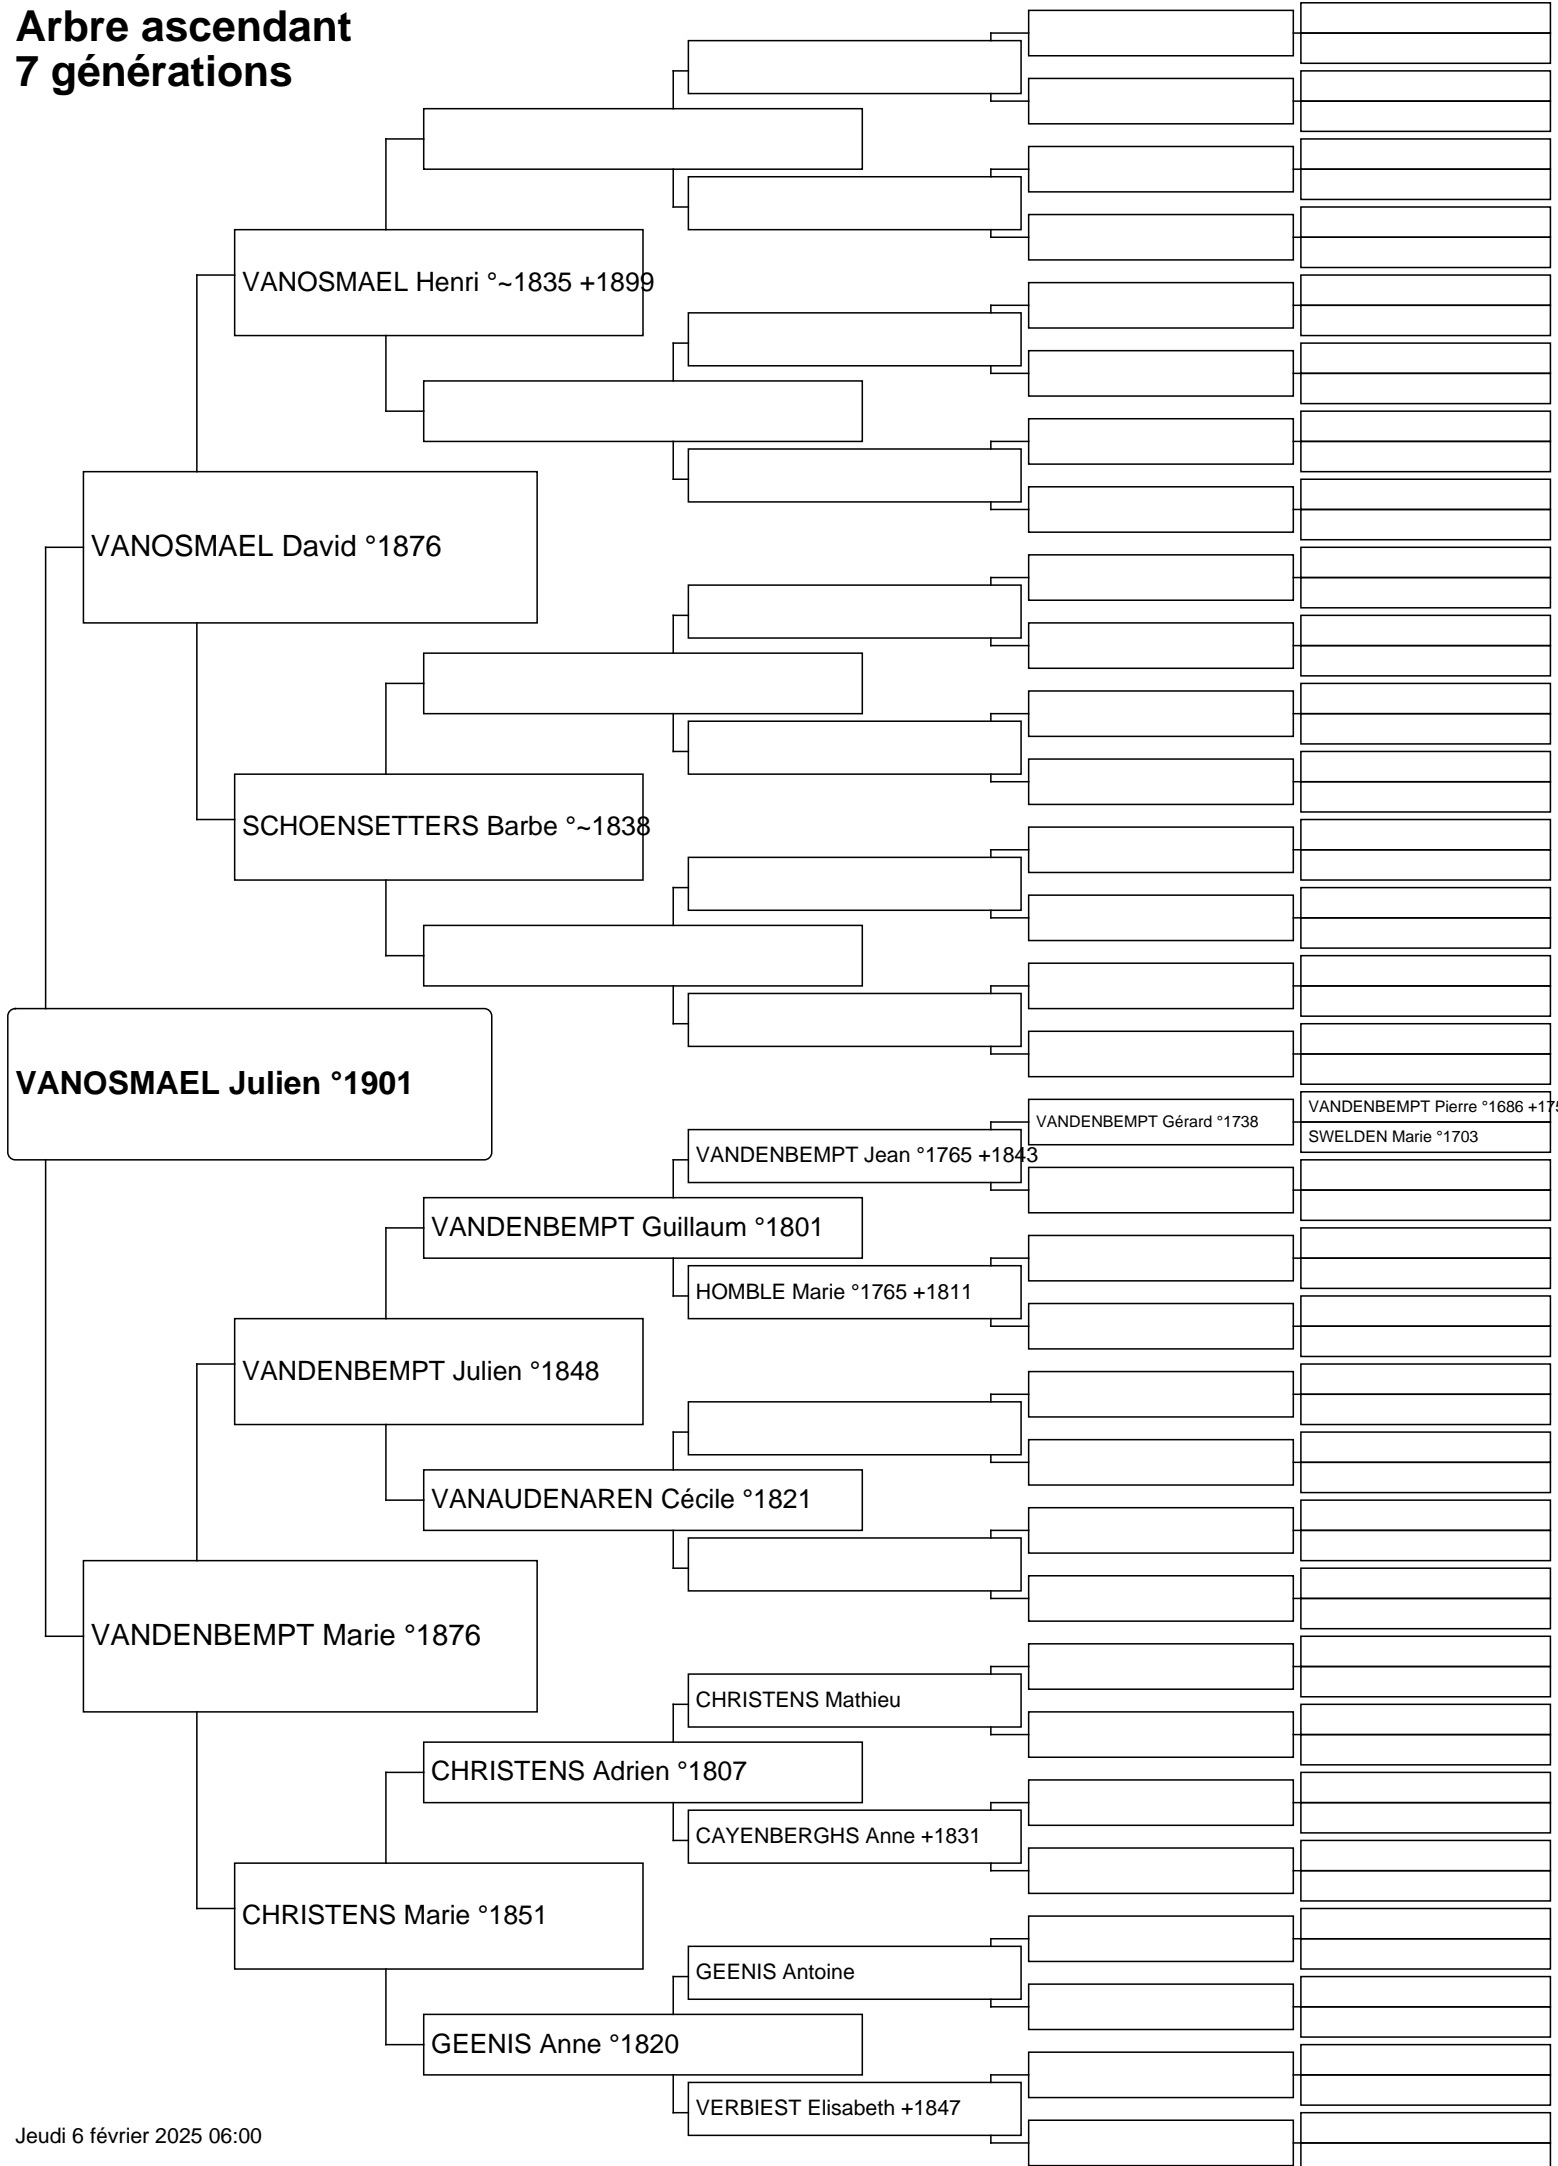 Arbre ascendant
7 générations
VANOSMAEL Henri °~1835 +1899
VANOSMAEL David °1876
SCHOENSETTERS Barbe °~1838
VANOSMAEL Julien °1901
VANDENBEMPT Pierre °1686 +175
VANDENBEMPT Gérard °1738
SWELDEN Marie °1703
VANDENBEMPT Jean °1765 +1843
VANDENBEMPT Guillaum °1801
HOMBLE Marie °1765 +1811
VANDENBEMPT Julien °1848
VANAUDENAREN Cécile °1821
VANDENBEMPT Marie °1876
CHRISTENS Mathieu
CHRISTENS Adrien °1807
CAYENBERGHS Anne +1831
CHRISTENS Marie °1851
GEENIS Antoine
GEENIS Anne °1820
VERBIEST Elisabeth +1847
Jeudi 6 février 2025 06:00